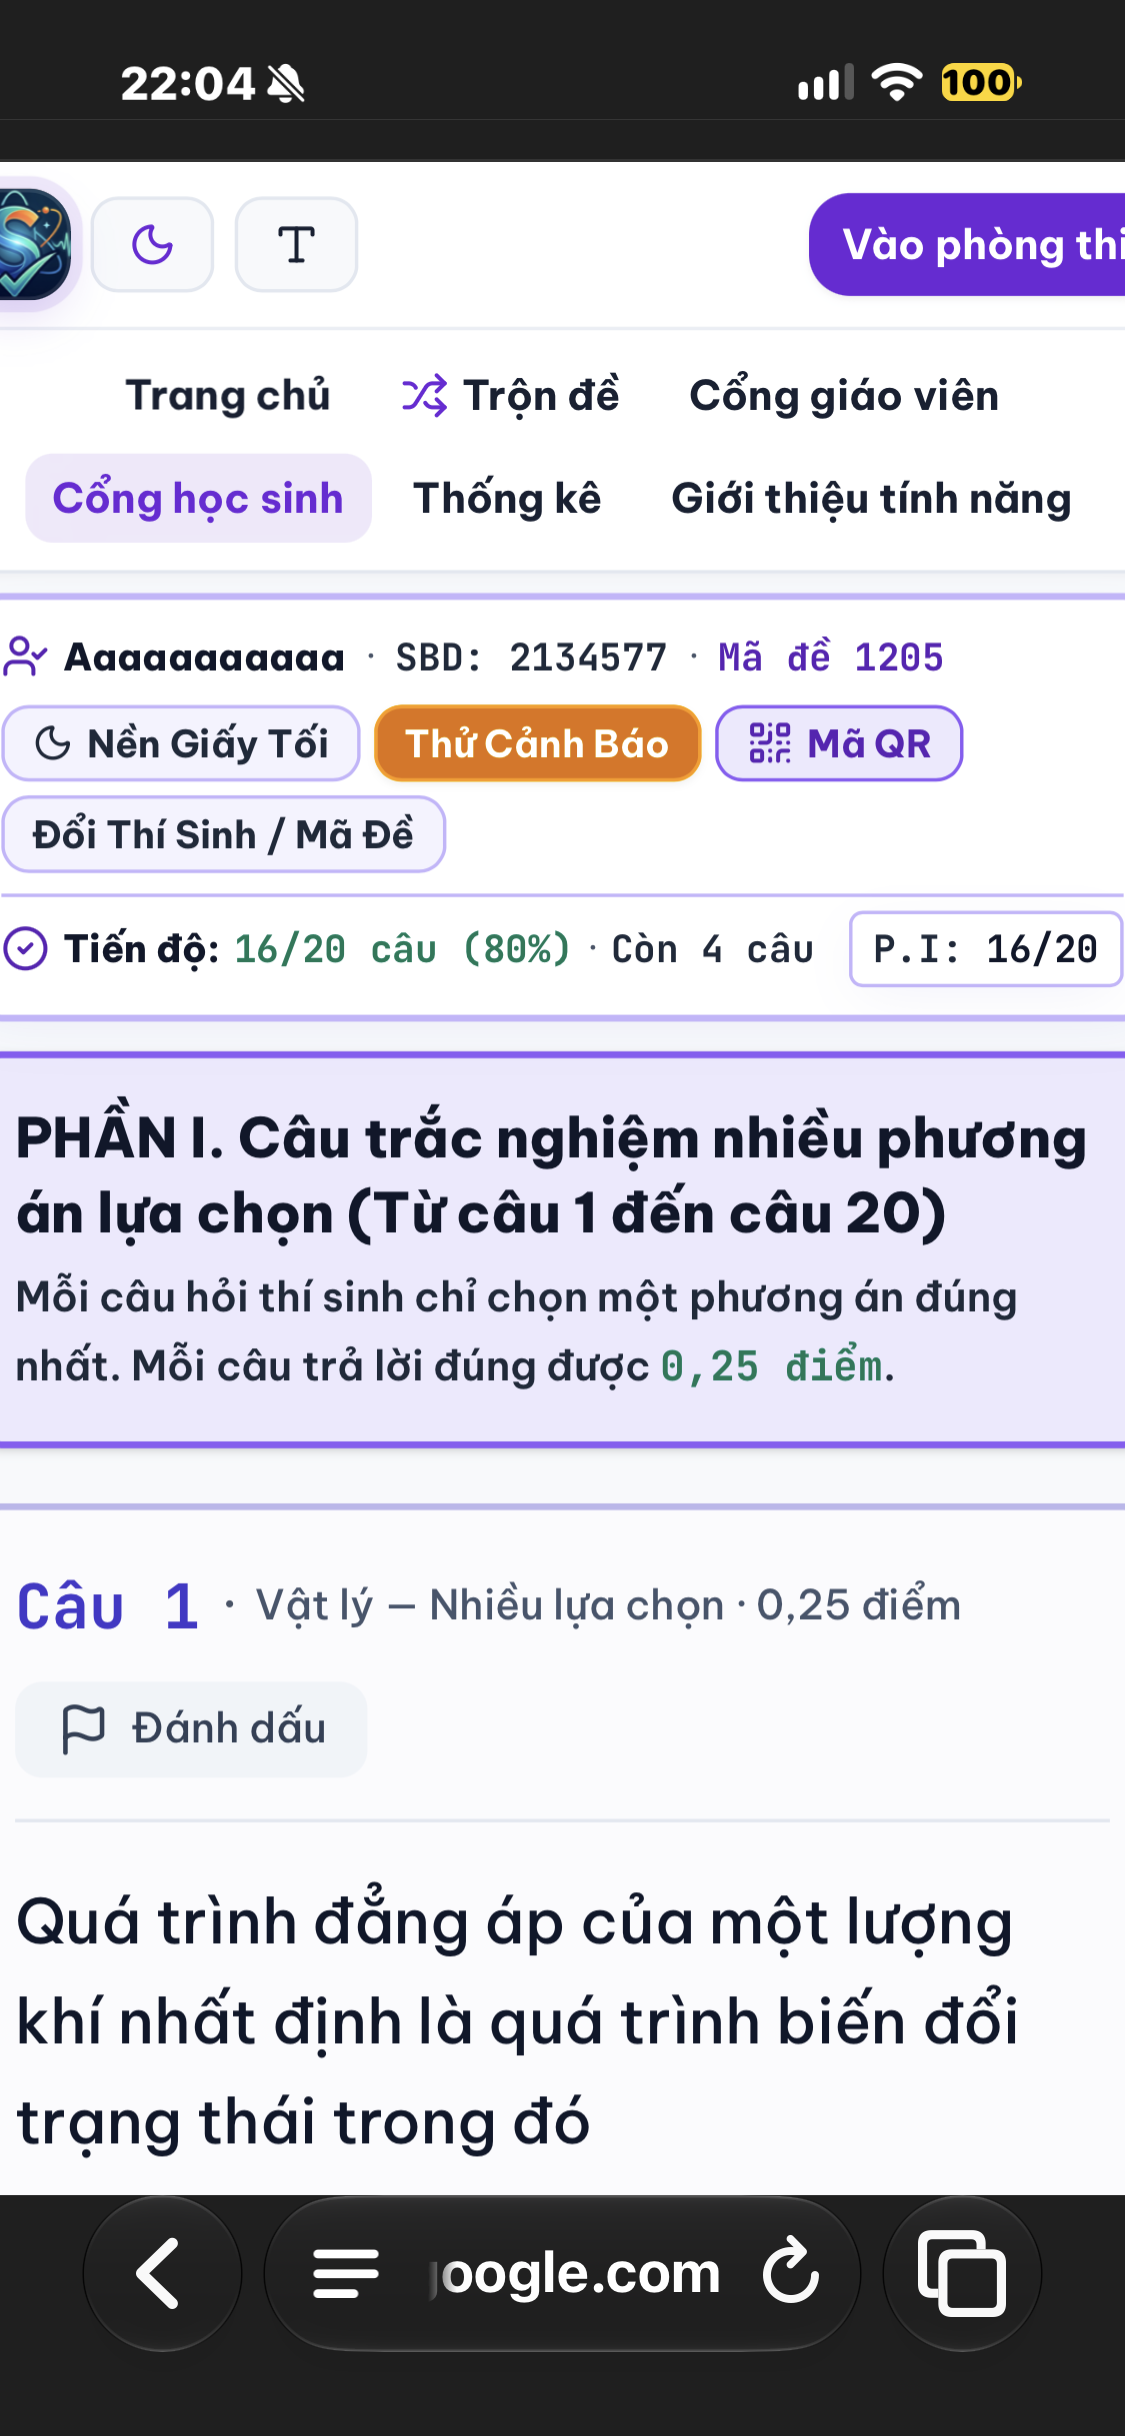 22:04
100
T
Vào phòng thi
Trang chủ
Trộn đề
Cổng giáo viên
Cổng học sinh
Thống kê
Giới thiệu tính năng
Aaaaaaaaaaa · SBD: 2134577 · Mã đề 1205
Nền Giấy Tối
Thử Cảnh Báo
Mã QR
Đổi Thí Sinh / Mã Đề
Tiến độ: 16/20 câu (80%) · Còn 4 câu
P.I: 16/20
PHẦN I. Câu trắc nghiệm nhiều phương
án lựa chọn (Từ câu 1 đến câu 20)
Mỗi câu hỏi thí sinh chỉ chọn một phương án đúng
nhất. Mỗi câu trả lời đúng được 0,25 điểm.
Câu 1 · Vật lý — Nhiều lựa chọn · 0,25 điểm
Đánh dấu
Quá trình đẳng áp của một lượng
khí nhất định là quá trình biến đổi
trạng thái trong đó
oogle.com